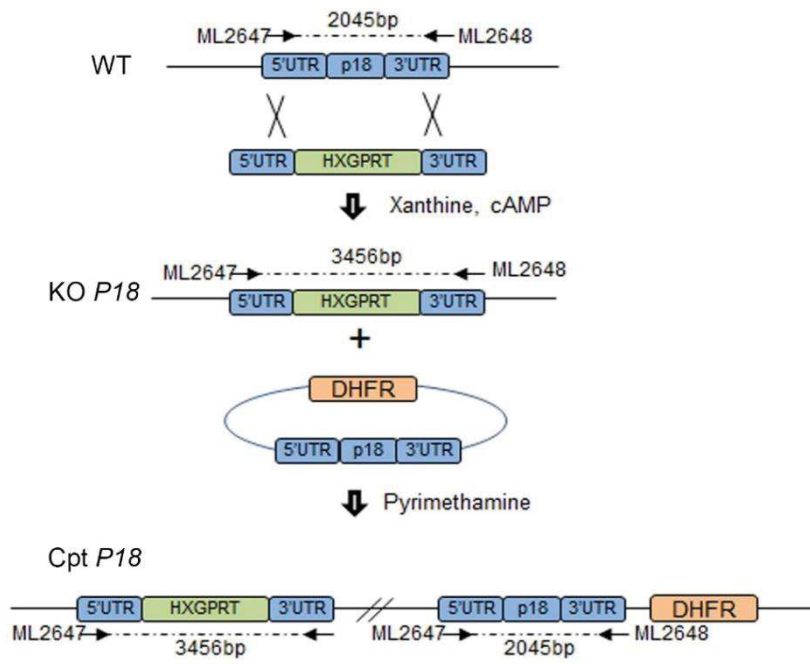 2045bp
ML2647 ML2648
WT 5'UTR p18 3'UTR
5'UTR HXGPRT 3'UTR
Xanthine, cAMP
3456bp
ML2647 ML2648
KO P18 5'UTR HXGPRT 3'UTR
+
DHFR
5'UTR p18 3'UTR
Pyrimethamine
Cpt P18
5'UTR HXGPRT 3'UTR // 5'UTR p18 3'UTR DHFR
ML2647 ML2647 ML2648
3456bp 2045bp